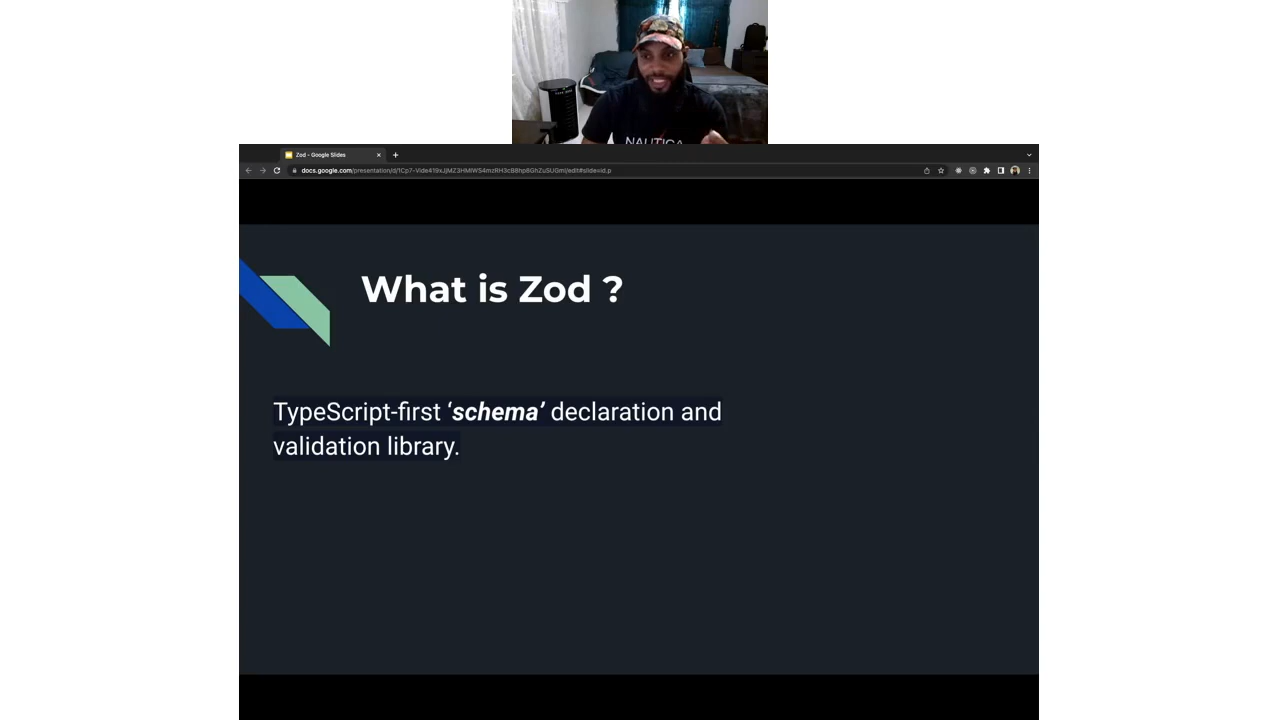 NAUTICA
Zod - Google Slides
What is Zod ?
TypeScript-first ‘schema’ declaration and
validation library.